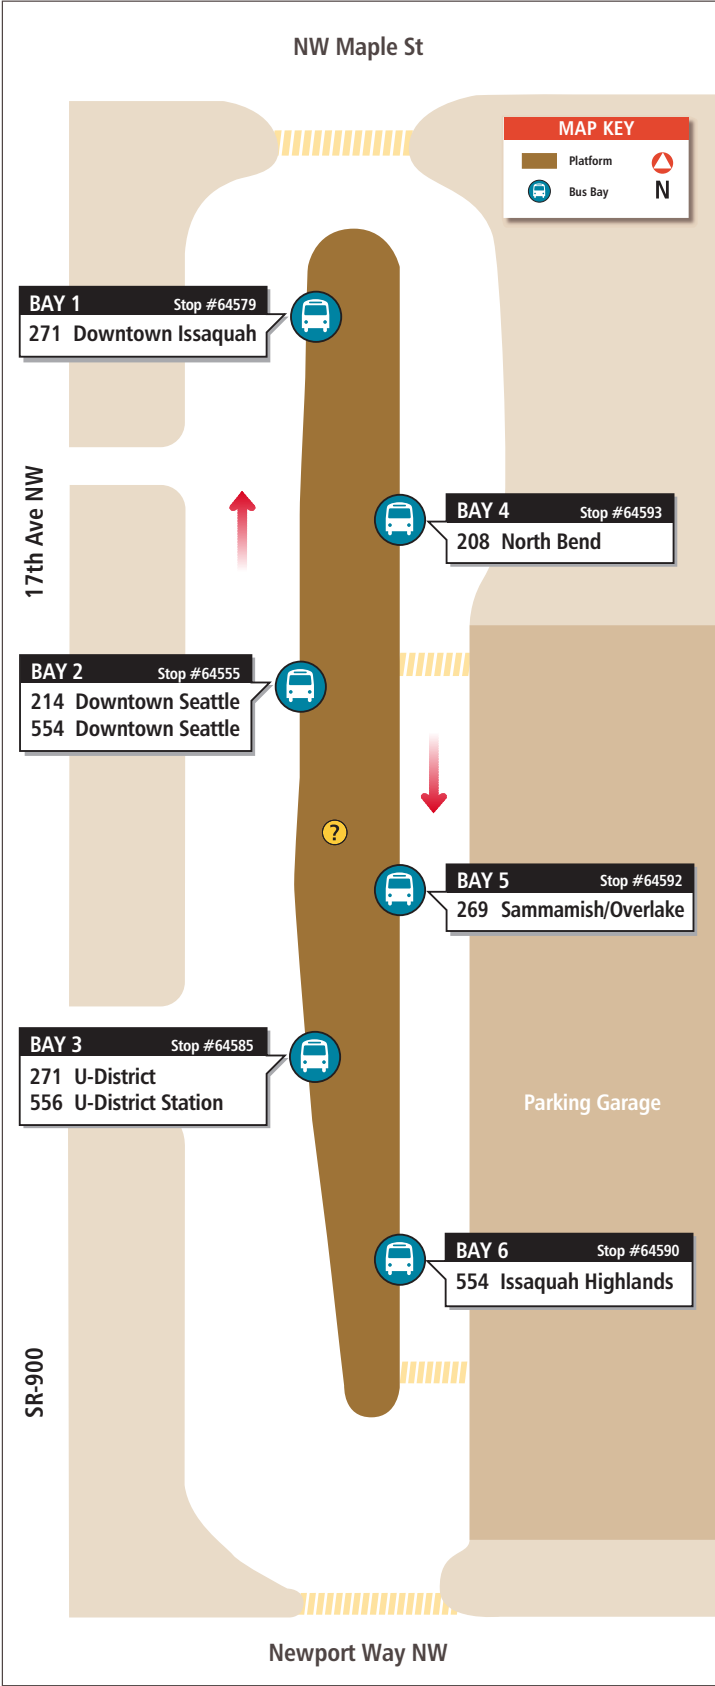 NW Maple St
MAP KEY
Platform
Bus Bay
N
BAY 1 Stop #64579
271 Downtown Issaquah
17th Ave NW
BAY 4 Stop #64593
208 North Bend
BAY 2 Stop #64555
214 Downtown Seattle
554 Downtown Seattle
?
BAY 5 Stop #64592
269 Sammamish/Overlake
BAY 3 Stop #64585
271 U-District
556 U-District Station
Parking Garage
BAY 6 Stop #64590
554 Issaquah Highlands
SR-900
Newport Way NW